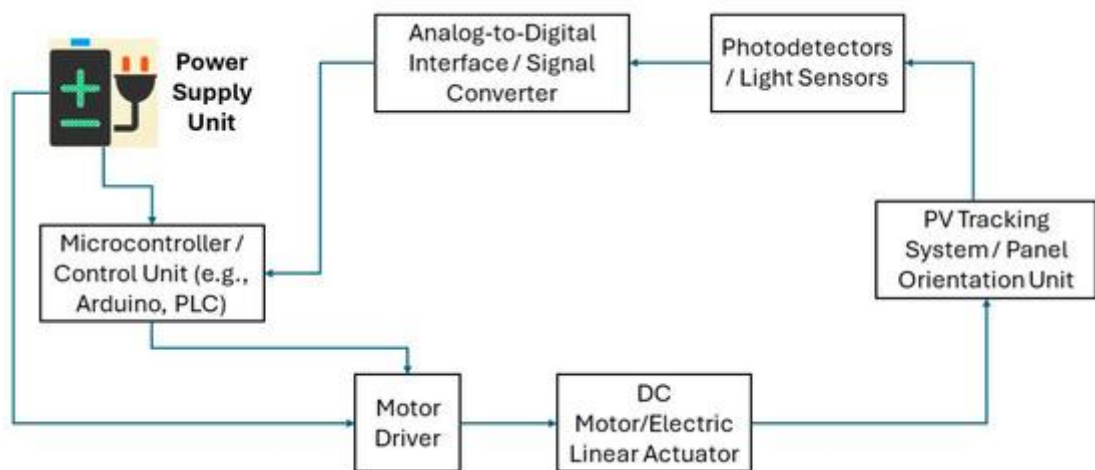 Power
Supply
Unit
Analog-to-Digital
Interface / Signal
Converter
Photodetectors
/ Light Sensors
Microcontroller /
Control Unit (e.g.,
Arduino, PLC)
PV Tracking
System / Panel
Orientation Unit
Motor
Driver
DC
Motor/Electric
Linear Actuator